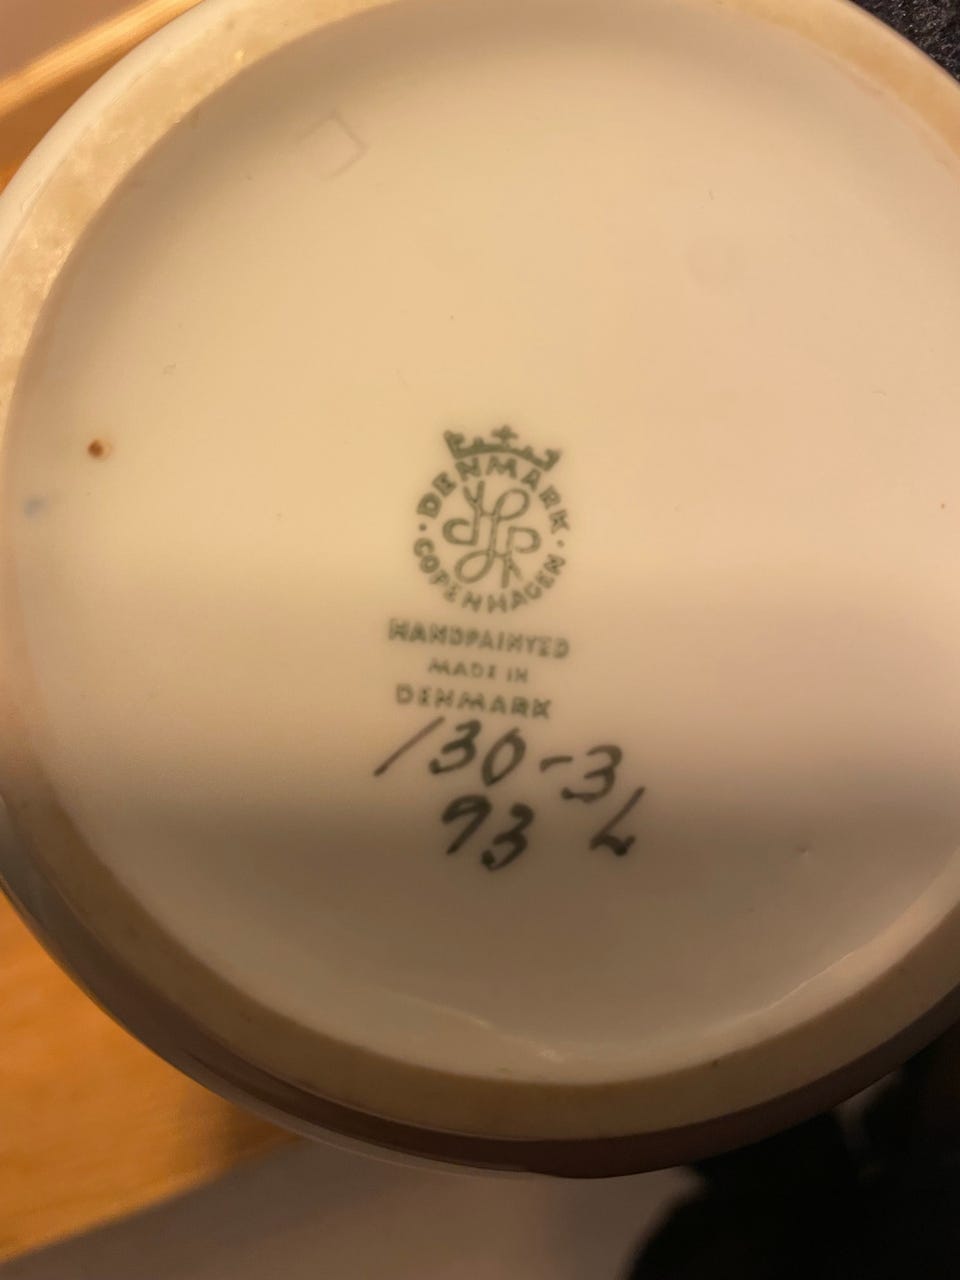 DENMARK
COPENHAGEN
HANDPAINTED
MADE IN
DENMARK
130-3
93 L